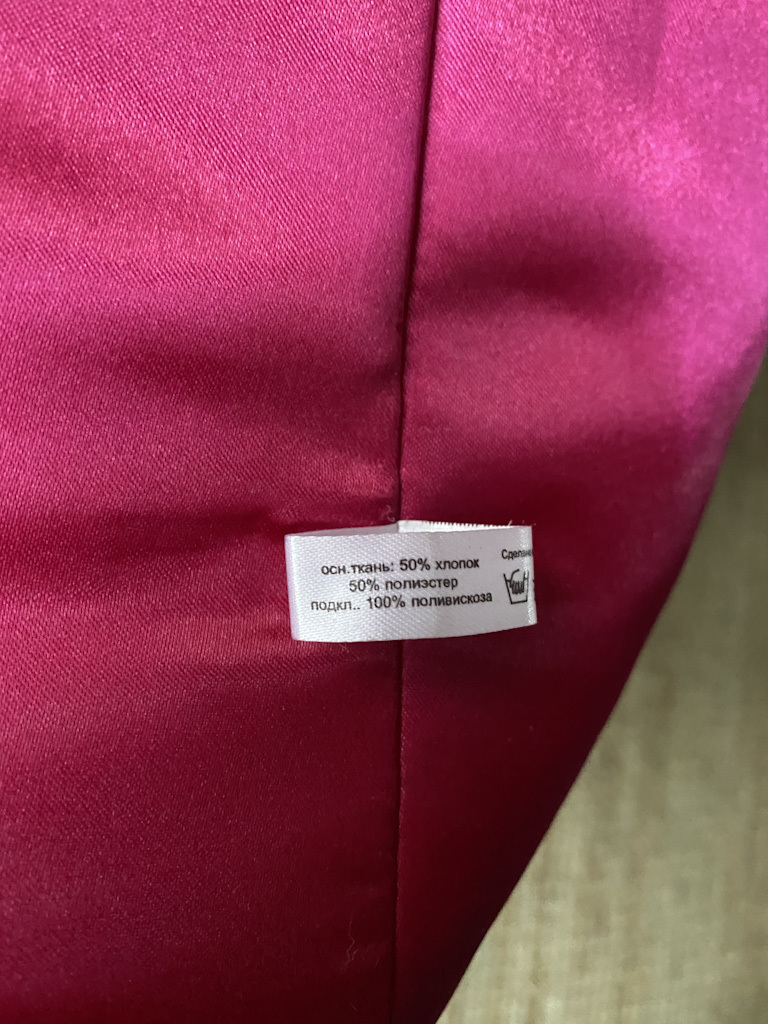 осн.ткань: 50% хлопок
50% полиэстер
подкл.. 100% поливискоза